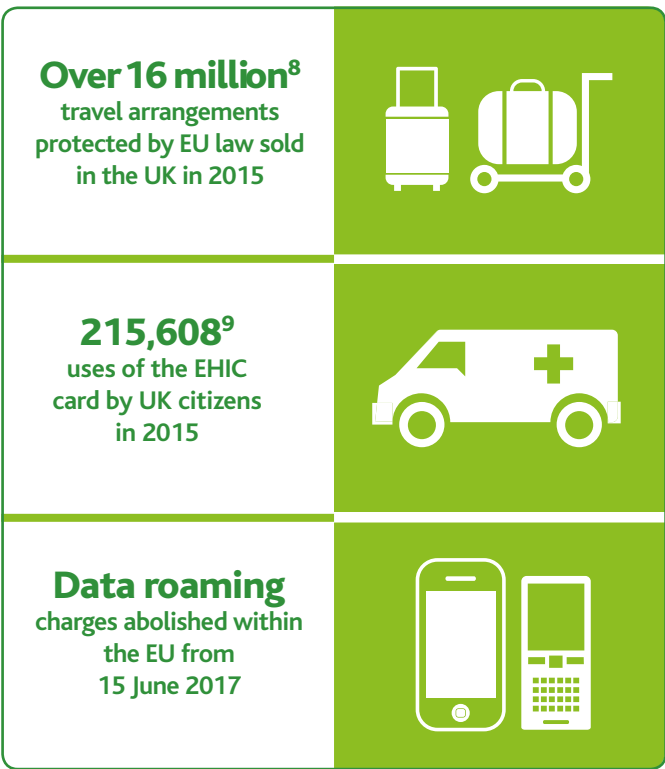 Over 16 million⁸
travel arrangements
protected by EU law sold
in the UK in 2015
215,608⁹
uses of the EHIC
card by UK citizens
in 2015
Data roaming
charges abolished within
the EU from
15 June 2017